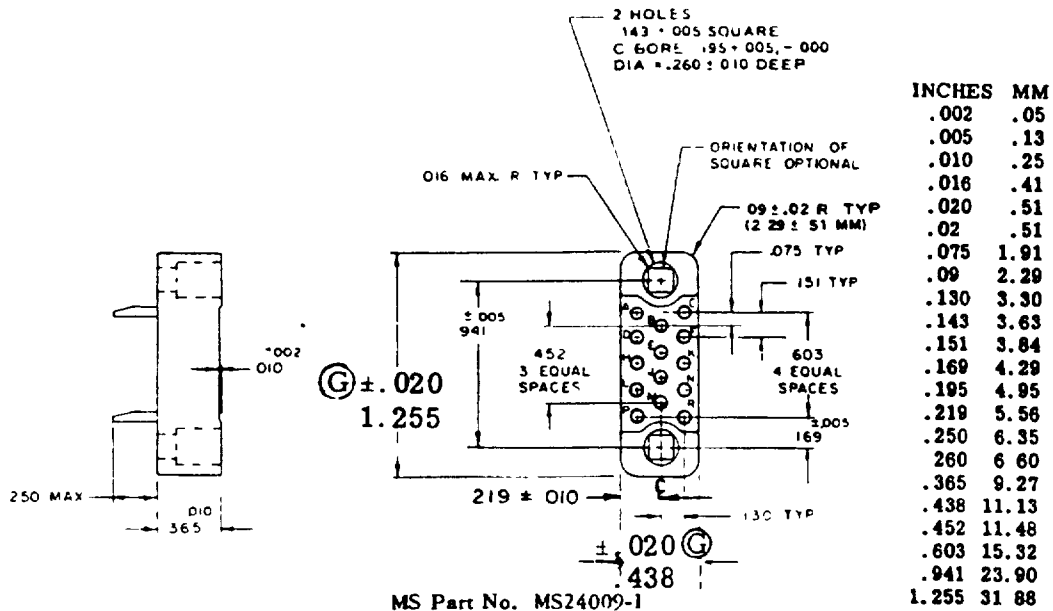 2 HOLES
.143 ± 005 SQUARE
C BORE .195 + 005, - 000
DIA × .260 ± 010 DEEP
ORIENTATION OF
SQUARE OPTIONAL
016 MAX. R TYP
.09 ± .02 R TYP
(2 29 ± 51 MM)
.075 TYP
.151 TYP
±.005
941
452
3 EQUAL
SPACES
603
4 EQUAL
SPACES
±.005
169
±002
010
G ±.020
1.255
250 MAX
010
365
219 ± 010
.130 TYP
±.020 G
.438
A
B
C
D
E
J
L
M
N
P
R
MS Part No. MS24009-1
INCHES MM
.002 .05
.005 .13
.010 .25
.016 .41
.020 .51
.02 .51
.075 1.91
.09 2.29
.130 3.30
.143 3.63
.151 3.84
.169 4.29
.195 4.95
.219 5.56
.250 6.35
260 6 60
.365 9.27
.438 11.13
.452 11.48
.603 15.32
.941 23.90
1.255 31 88